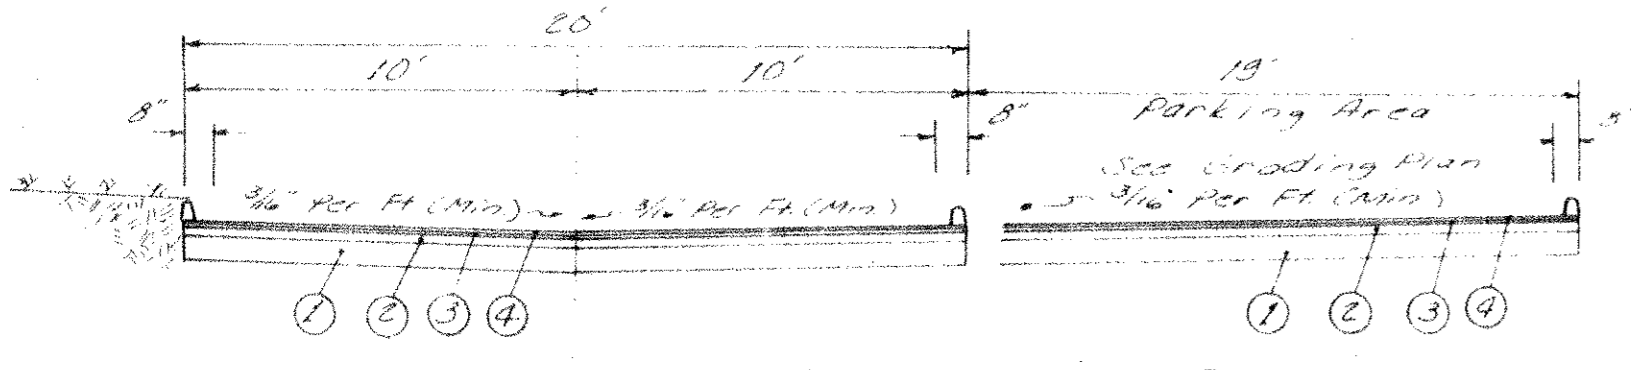 20'
10' 10' 19'
8" 8" Parking Area
See Grading Plan
3/16" Per Ft (Min) 3/16" Per Ft. (Min.) 3/16" Per Ft. (Min)
1 2 3 4 1 2 3 4